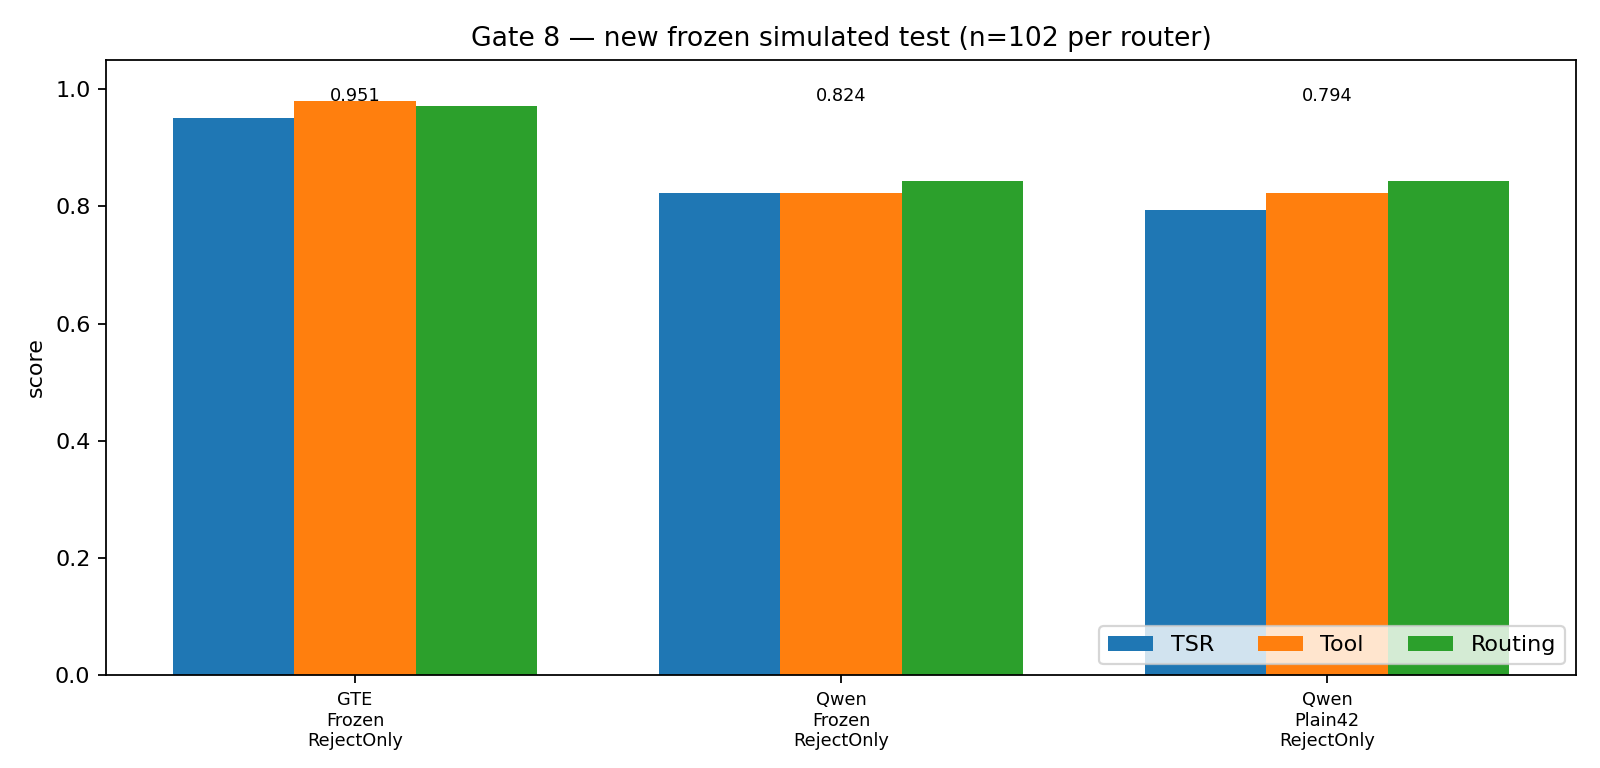 Gate 8 — new frozen simulated test (n=102 per router)
score
1.0
0.8
0.6
0.4
0.2
0.0
0.951
0.824
0.794
TSR
Tool
Routing
GTE
Frozen
RejectOnly
Qwen
Frozen
RejectOnly
Qwen
Plain42
RejectOnly